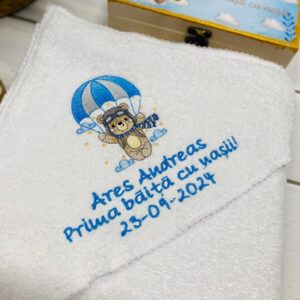 Ares Andreas
Prima băiță cu nașii!
23-09-2024